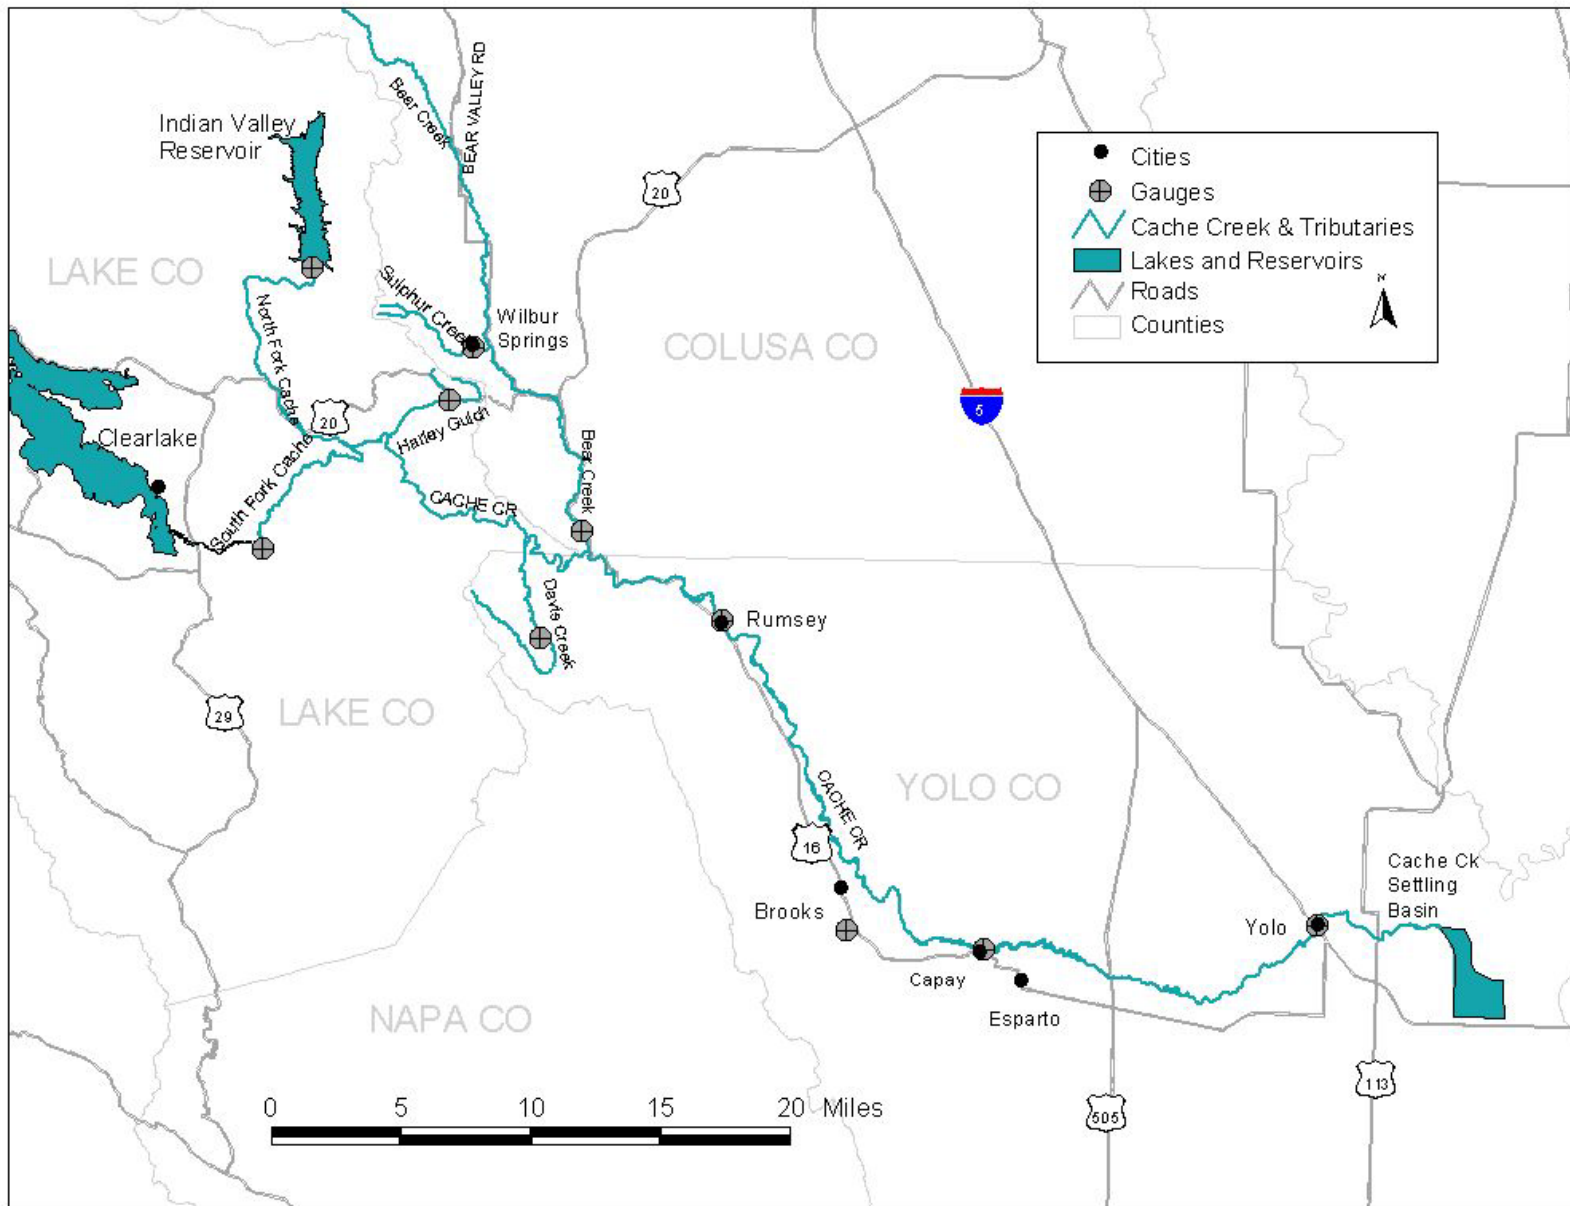 Bear Creek
BEAR VALLEY RD
Indian Valley
Reservoir
Cities
Gauges
Cache Creek & Tributaries
Lakes and Reservoirs
Roads
Counties
N
20
LAKE CO
Sulphur Creek
North Fork Cache
Wilbur
Springs
COLUSA CO
5
20
Harley Gulch
Clearlake
South Fork Cache
Bear Creek
CACHE CR
Davis Creek
Rumsey
LAKE CO
29
YOLO CO
CACHE CR
16
Cache Ck
Settling
Basin
Brooks
Yolo
Capay
Esparto
NAPA CO
113
505
0 5 10 15 20 Miles